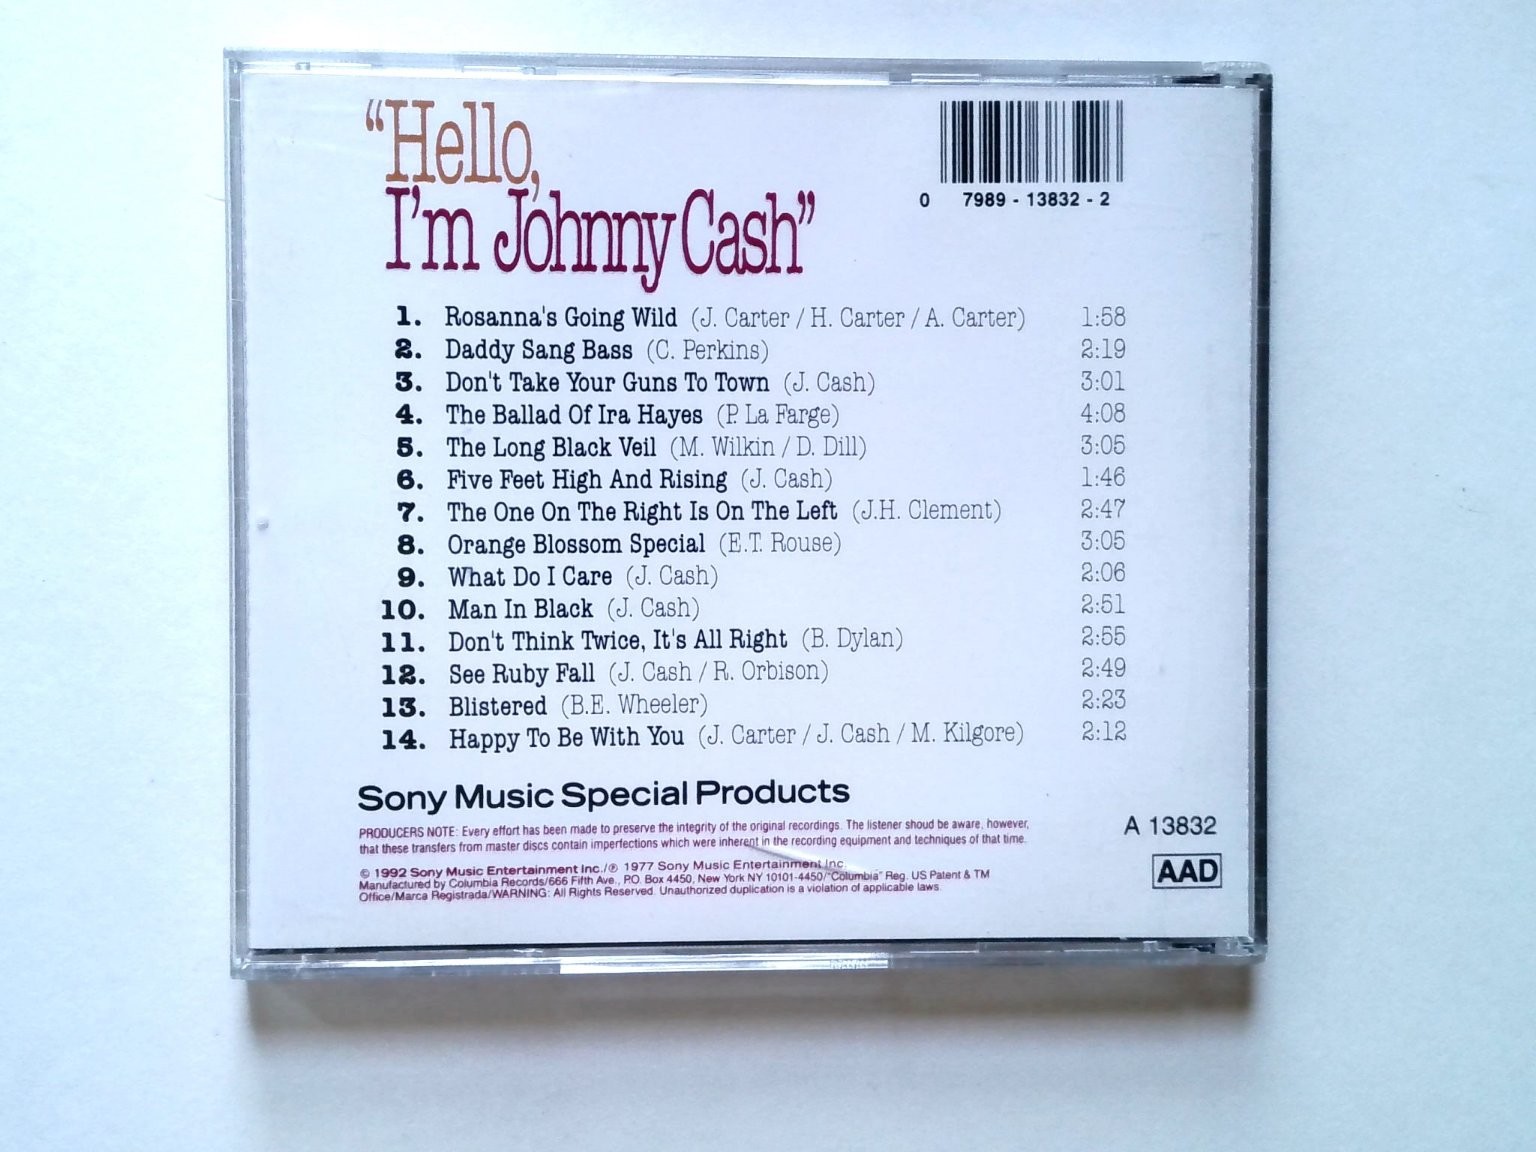 "Hello,
I'm Johnny Cash"
0 7989 - 13832 - 2
1. Rosanna's Going Wild (J. Carter / H. Carter / A. Carter) 1:58
2. Daddy Sang Bass (C. Perkins) 2:19
3. Don't Take Your Guns To Town (J. Cash) 3:01
4. The Ballad Of Ira Hayes (P. La Farge) 4:08
5. The Long Black Veil (M. Wilkin / D. Dill) 3:05
6. Five Feet High And Rising (J. Cash) 1:46
7. The One On The Right Is On The Left (J.H. Clement) 2:47
8. Orange Blossom Special (E.T. Rouse) 3:05
9. What Do I Care (J. Cash) 2:06
10. Man In Black (J. Cash) 2:51
11. Don't Think Twice, It's All Right (B. Dylan) 2:55
12. See Ruby Fall (J. Cash / R. Orbison) 2:49
13. Blistered (B.E. Wheeler) 2:23
14. Happy To Be With You (J. Carter / J. Cash / M. Kilgore) 2:12
Sony Music Special Products
PRODUCERS NOTE: Every effort has been made to preserve the integrity of the original recordings. The listener shoud be aware, however,
that these transfers from master discs contain imperfections which were inherent in the recording equipment and techniques of that time.
A 13832
© 1992 Sony Music Entertainment Inc./℗ 1977 Sony Music Entertainment Inc.
Manufactured by Columbia Records/666 Fifth Ave., P.O. Box 4450, New York NY 10101-4450/"Columbia" Reg. US Patent & TM
Office/Marca Registrada/WARNING: All Rights Reserved. Unauthorized duplication is a violation of applicable laws.
AAD